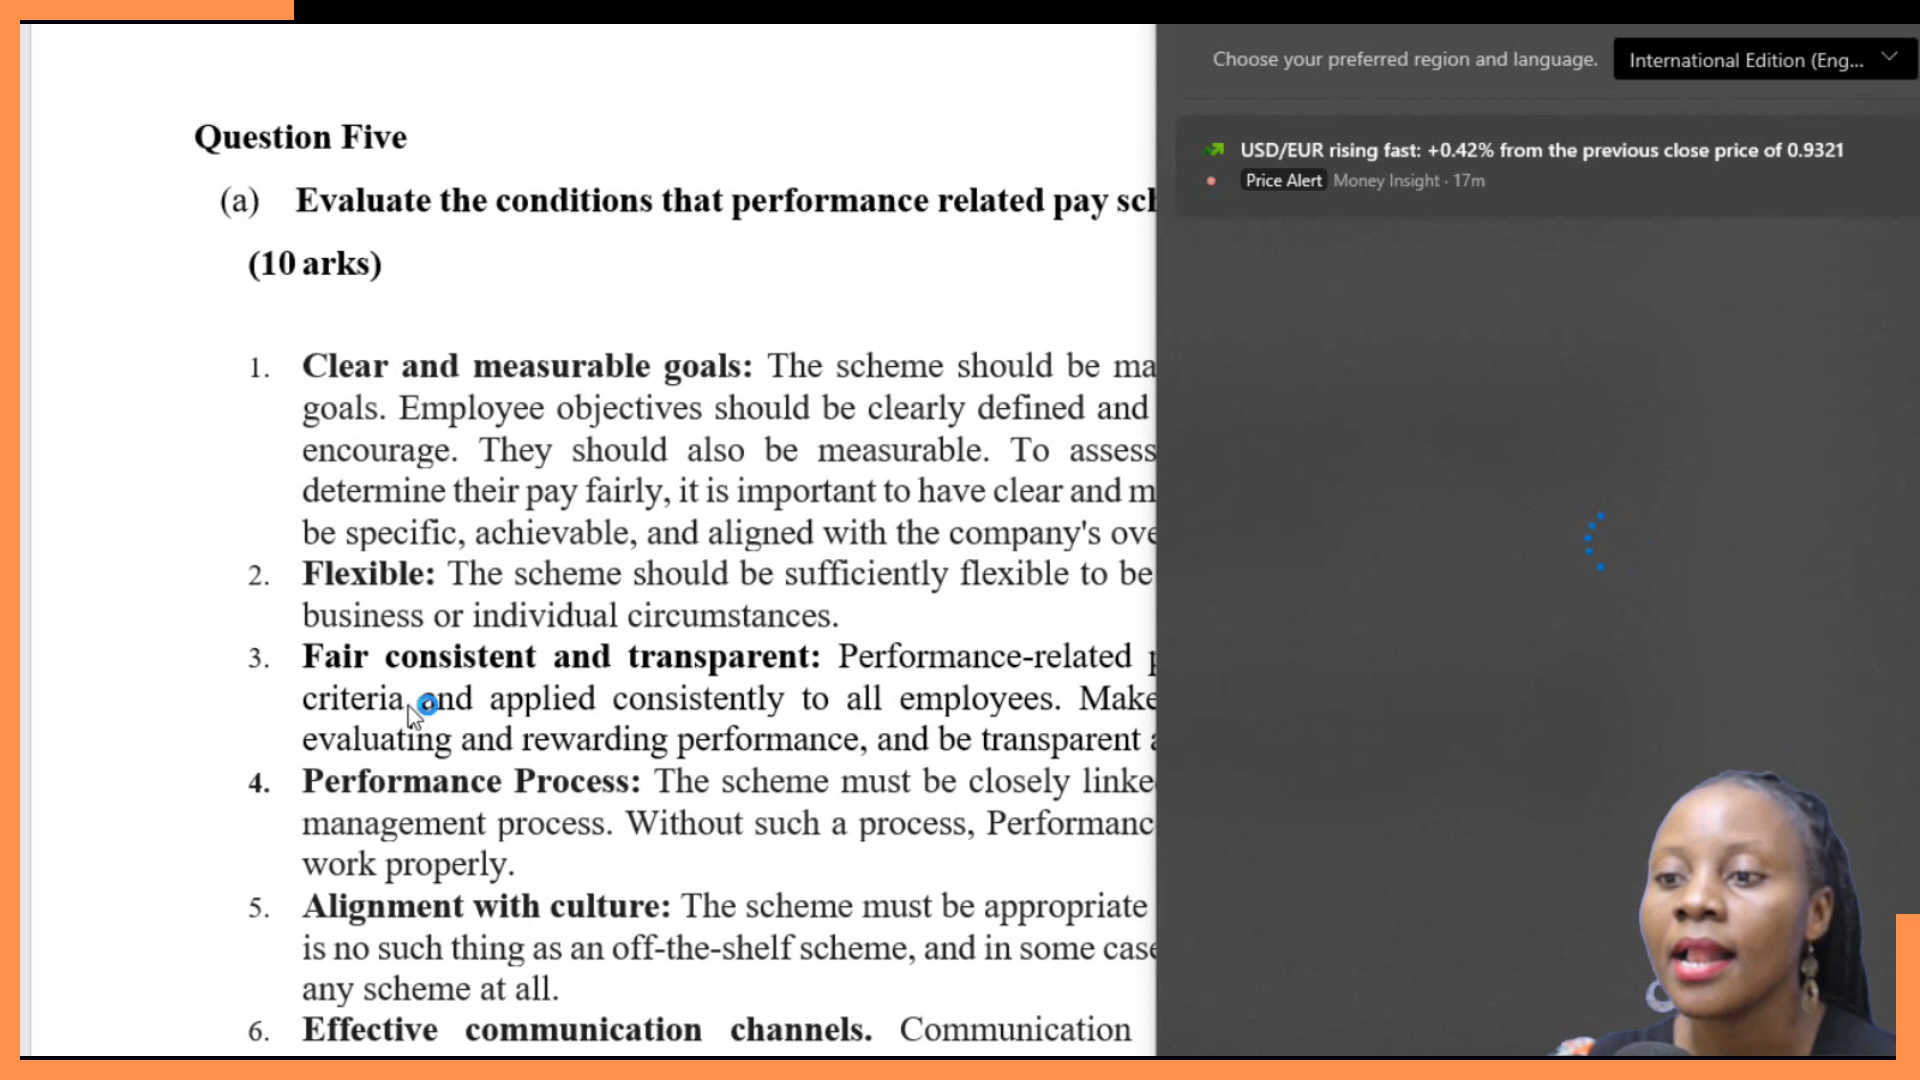 Question Five
(a) Evaluate the conditions that performance related pay
(10 arks)
1. Clear and measurable goals: The scheme should be
goals. Employee objectives should be clearly defined and
encourage. They should also be measurable. To assess
determine their pay fairly, it is important to have clear and
be specific, achievable, and aligned with the company's
2. Flexible: The scheme should be sufficiently flexible to be
business or individual circumstances.
3. Fair consistent and transparent: Performance-related
criteria and applied consistently to all employees. Make
evaluating and rewarding performance, and be transparent
4. Performance Process: The scheme must be closely
management process. Without such a process,
work properly.
5. Alignment with culture: The scheme must be appropriate
is no such thing as an off-the-shelf scheme, and in some
any scheme at all.
6. Effective communication channels. Communication
Choose your preferred region and language.
International Edition (Eng...
USD/EUR rising fast: +0.42% from the previous close price of 0.9321
Price Alert Money Insight · 17m